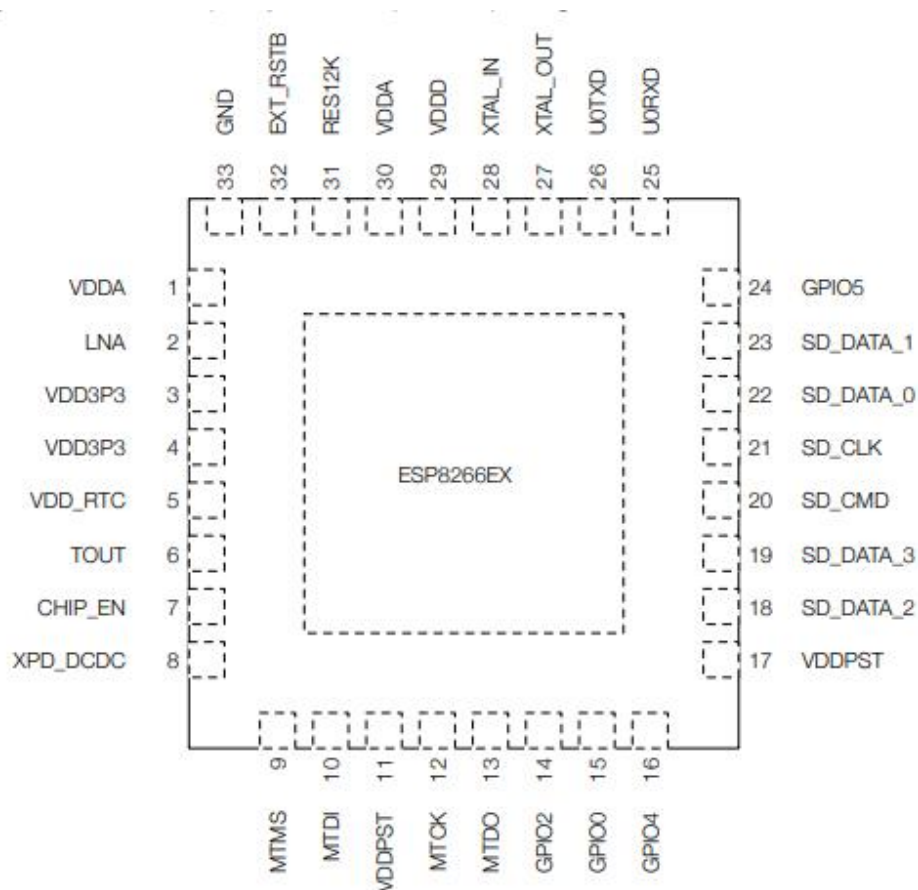 GND
EXT_RSTB
RES12K
VDDA
VDDD
XTAL_IN
XTAL_OUT
U0TXD
U0RXD
33
32
31
30
29
28
27
26
25
VDDA 1
LNA 2
VDD3P3 3
VDD3P3 4
VDD_RTC 5
TOUT 6
CHIP_EN 7
XPD_DCDC 8
ESP8266EX
24 GPIO5
23 SD_DATA_1
22 SD_DATA_0
21 SD_CLK
20 SD_CMD
19 SD_DATA_3
18 SD_DATA_2
17 VDDPST
9
10
11
12
13
14
15
16
MTMS
MTDI
VDDPST
MTCK
MTDO
GPIO2
GPIO0
GPIO4